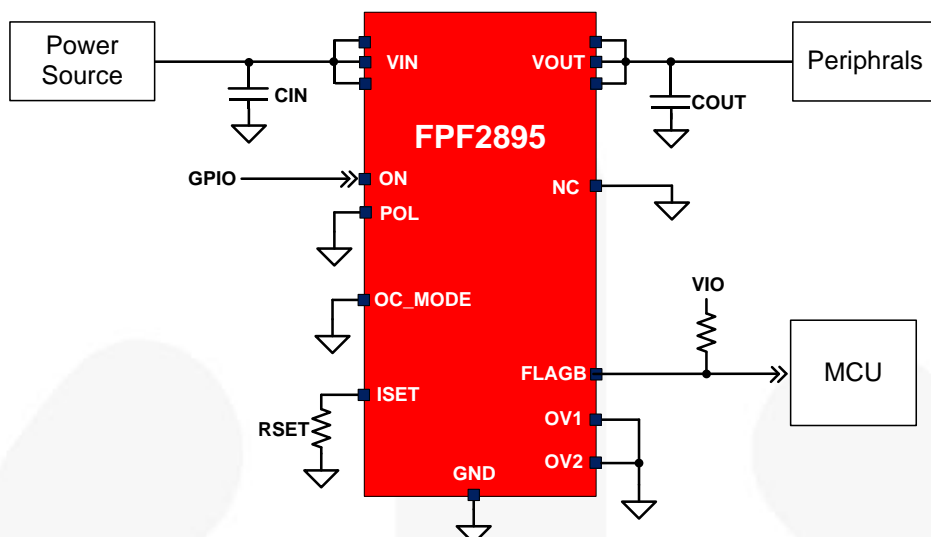 Power
Source
CIN
VIN
VOUT
COUT
Periphrals
FPF2895
GPIO
ON
NC
POL
OC_MODE
VIO
FLAGB
MCU
ISET
RSET
OV1
OV2
GND